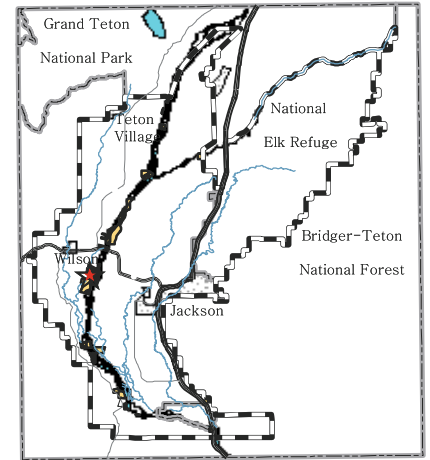 Grand Teton
National Park
Teton
Village
National
Elk Refuge
Bridger-Teton
National Forest
Wilson
Jackson